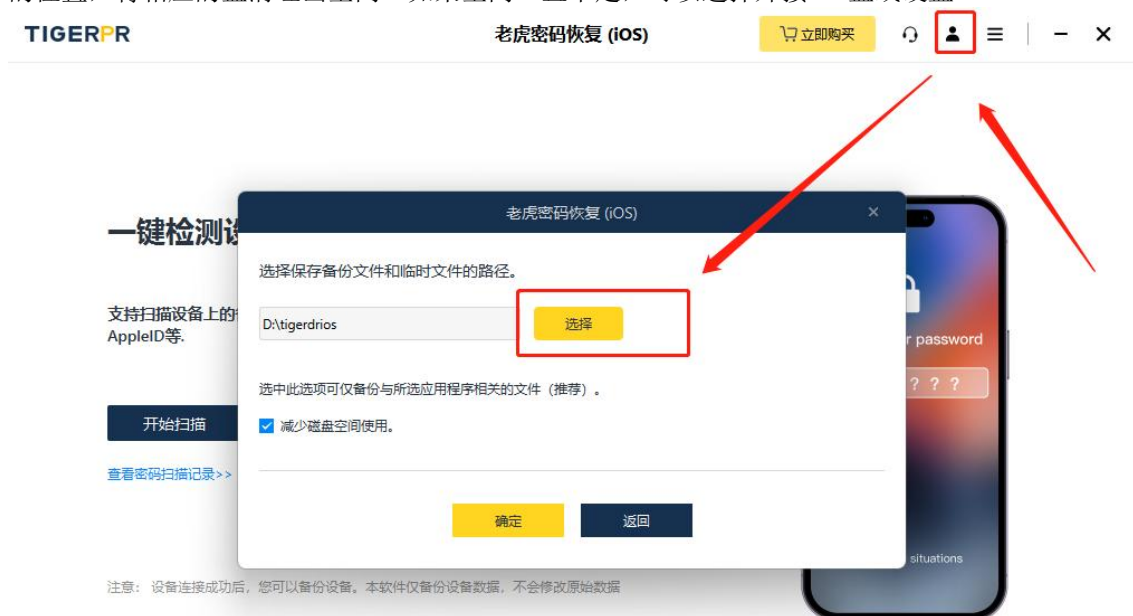 TIGERPR
老虎密码恢复 (iOS)
立即购买
一键检测设
老虎密码恢复 (iOS)
选择保存备份文件和临时文件的路径。
支持扫描设备上的
AppleID等.
D:\tigerdrios
选择
r password
? ? ?
选中此选项可仅备份与所选应用程序相关的文件（推荐）。
开始扫描
减少磁盘空间使用。
查看密码扫描记录>>
确定
返回
situations
注意： 设备连接成功后，您可以备份设备。本软件仅备份设备数据，不会修改原始数据